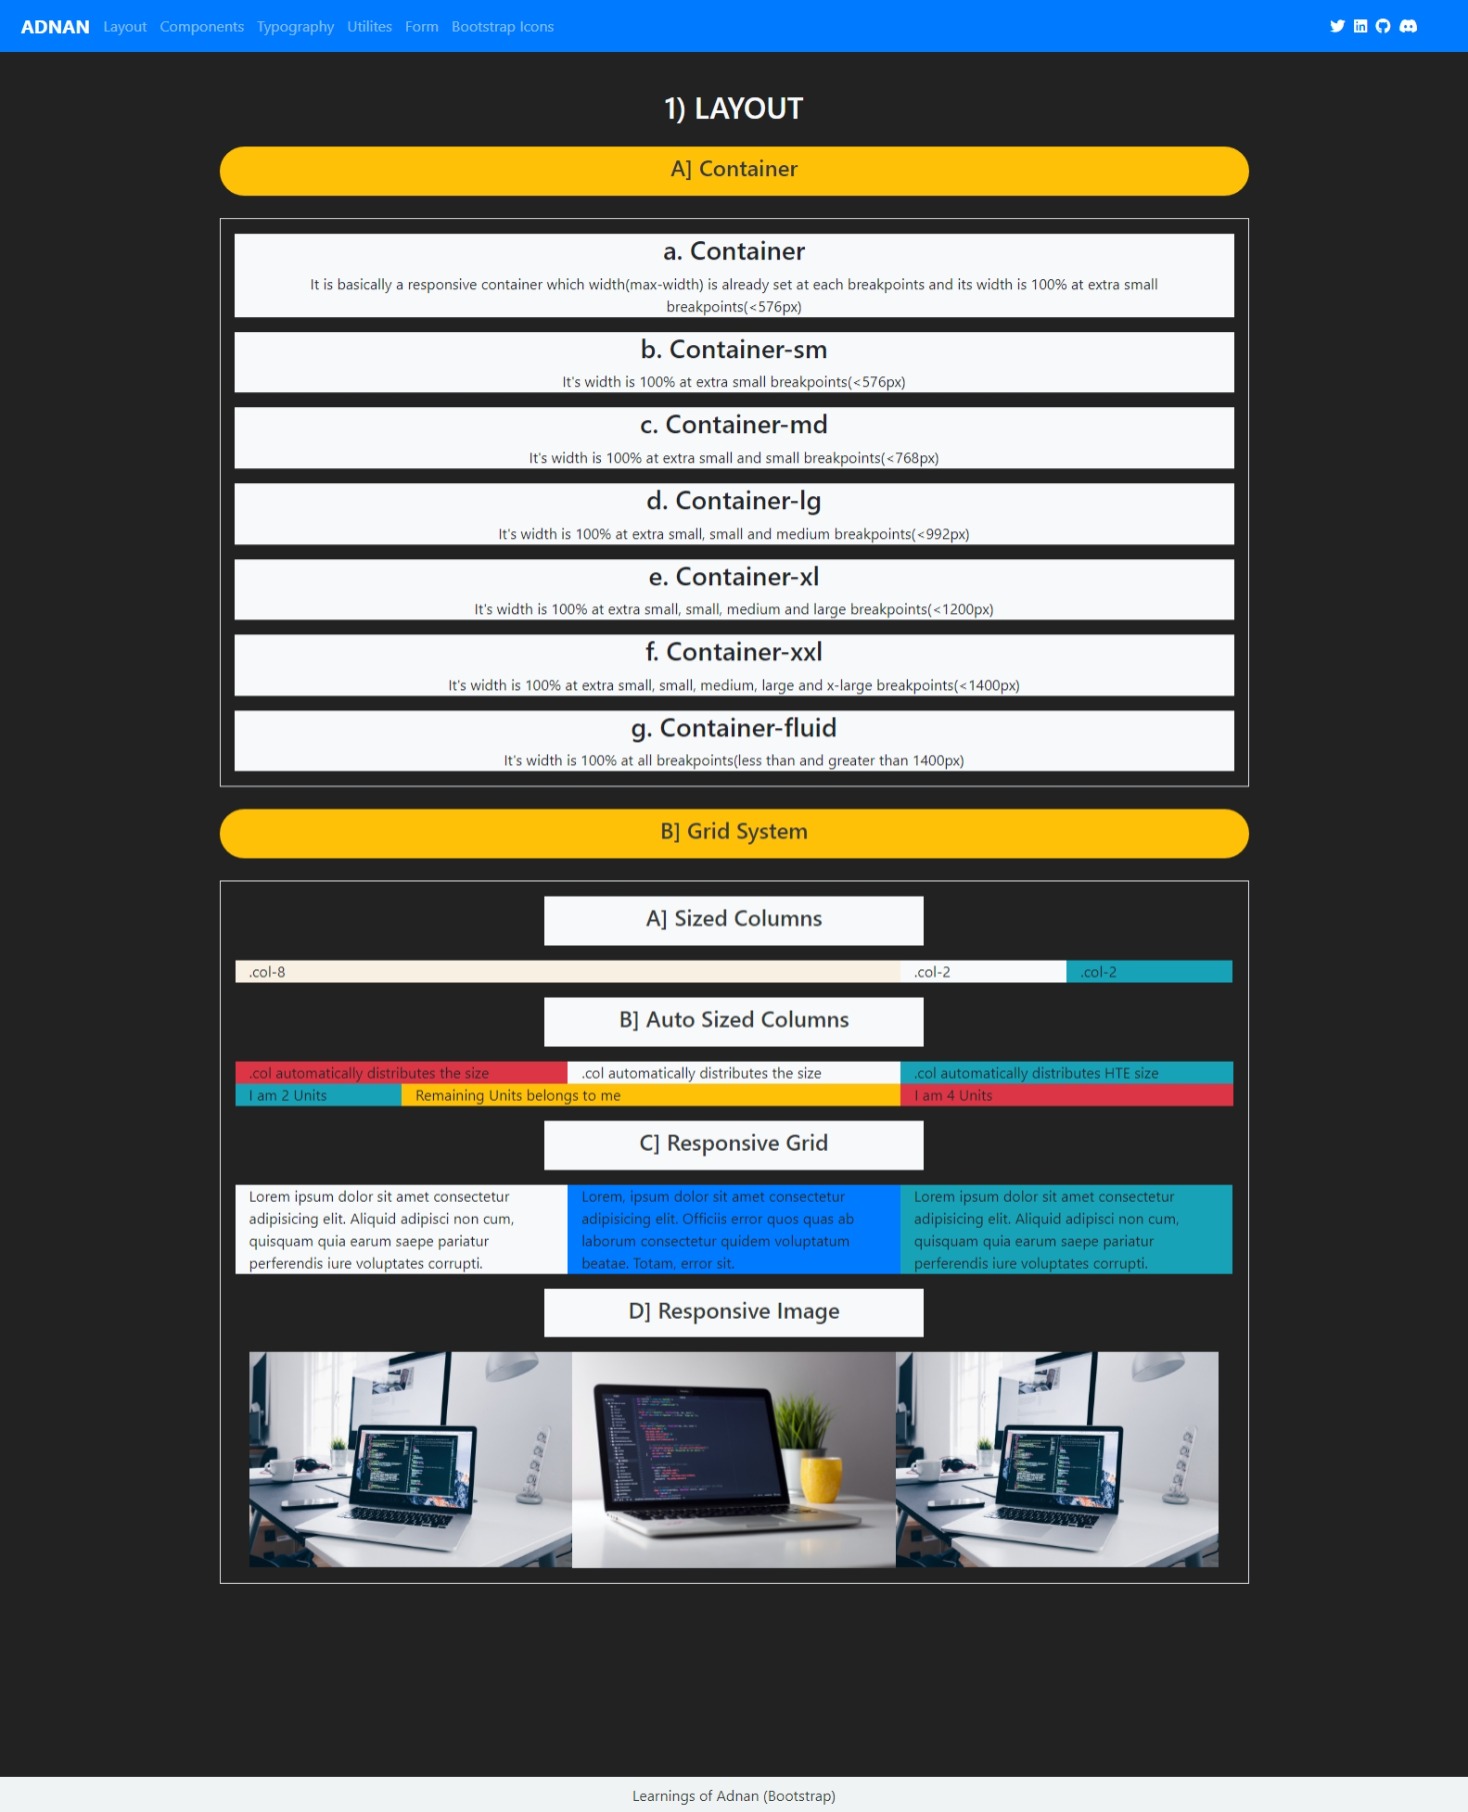 ADNAN Layout Components Typography Utilites Form Bootstrap Icons
1) LAYOUT
A] Container
a. Container
It is basically a responsive container which width(max-width) is already set at each breakpoints and its width is 100% at extra small
breakpoints(<576px)
b. Container-sm
It's width is 100% at extra small breakpoints(<576px)
c. Container-md
It's width is 100% at extra small and small breakpoints(<768px)
d. Container-lg
It's width is 100% at extra small, small and medium breakpoints(<992px)
e. Container-xl
It's width is 100% at extra small, small, medium and large breakpoints(<1200px)
f. Container-xxl
It's width is 100% at extra small, small, medium, large and x-large breakpoints(<1400px)
g. Container-fluid
It's width is 100% at all breakpoints(less than and greater than 1400px)
B] Grid System
A] Sized Columns
.col-8 .col-2 .col-2
B] Auto Sized Columns
.col automatically distributes the size .col automatically distributes the size .col automatically distributes HTE size
I am 2 Units Remaining Units belongs to me I am 4 Units
C] Responsive Grid
Lorem ipsum dolor sit amet consectetur
adipisicing elit. Aliquid adipisci non cum,
quisquam quia earum saepe pariatur
perferendis iure voluptates corrupti.
Lorem, ipsum dolor sit amet consectetur
adipisicing elit. Officiis error quos quas ab
laborum consectetur quidem voluptatum
beatae. Totam, error sit.
Lorem ipsum dolor sit amet consectetur
adipisicing elit. Aliquid adipisci non cum,
quisquam quia earum saepe pariatur
perferendis iure voluptates corrupti.
D] Responsive Image
Learnings of Adnan (Bootstrap)